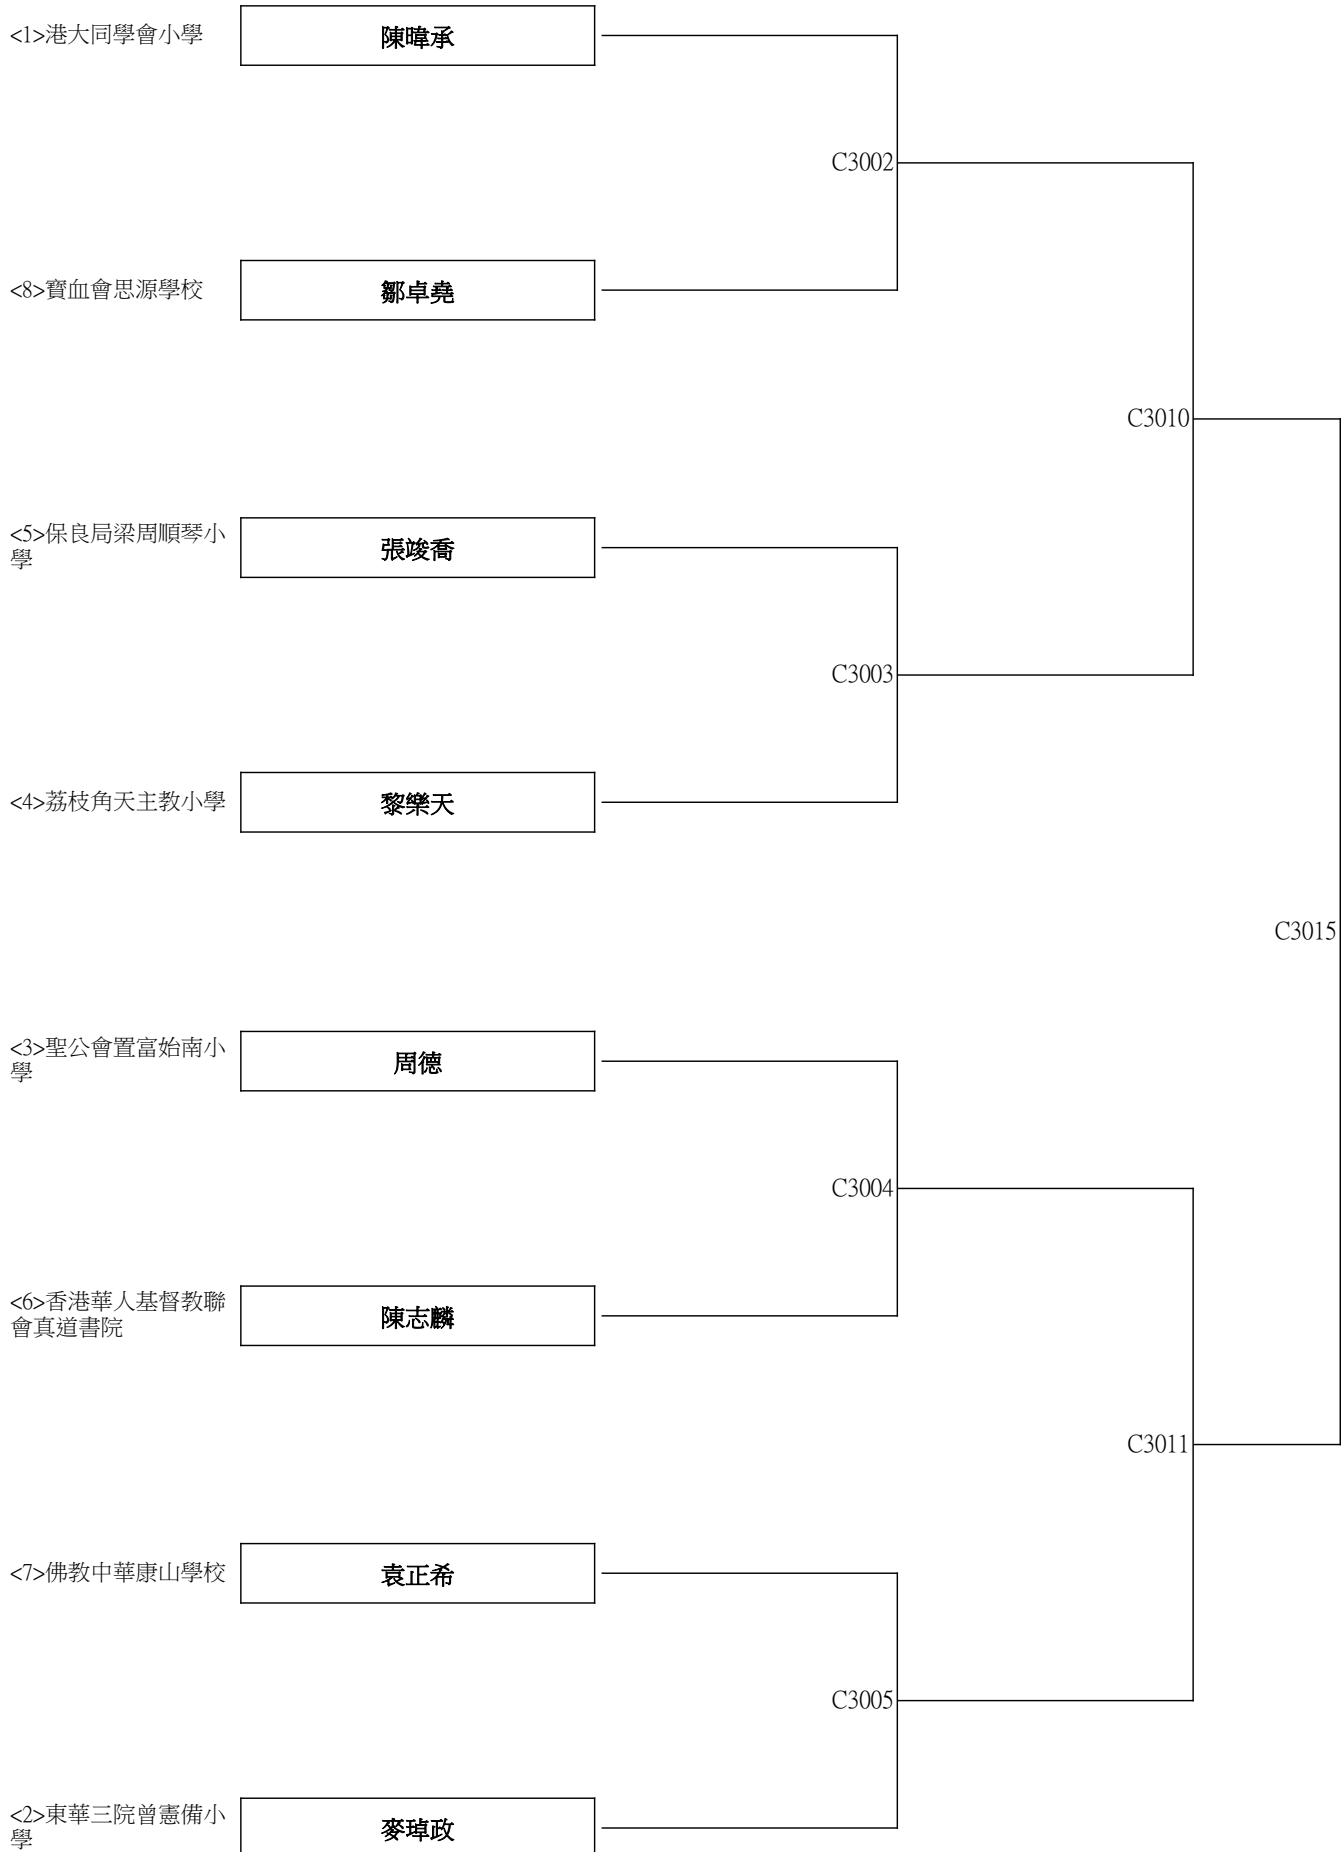 <1>港大同學會小學
陳暐承
C3002
<8>寶血會思源學校
鄒卓堯
C3010
<5>保良局梁周順琴小
學
張竣喬
C3003
<4>荔枝角天主教小學
黎樂天
C3015
<3>聖公會置富始南小
學
周德
C3004
<6>香港華人基督教聯
會真道書院
陳志麟
C3011
<7>佛教中華康山學校
袁正希
C3005
<2>東華三院曾憲備小
學
麥瑋政